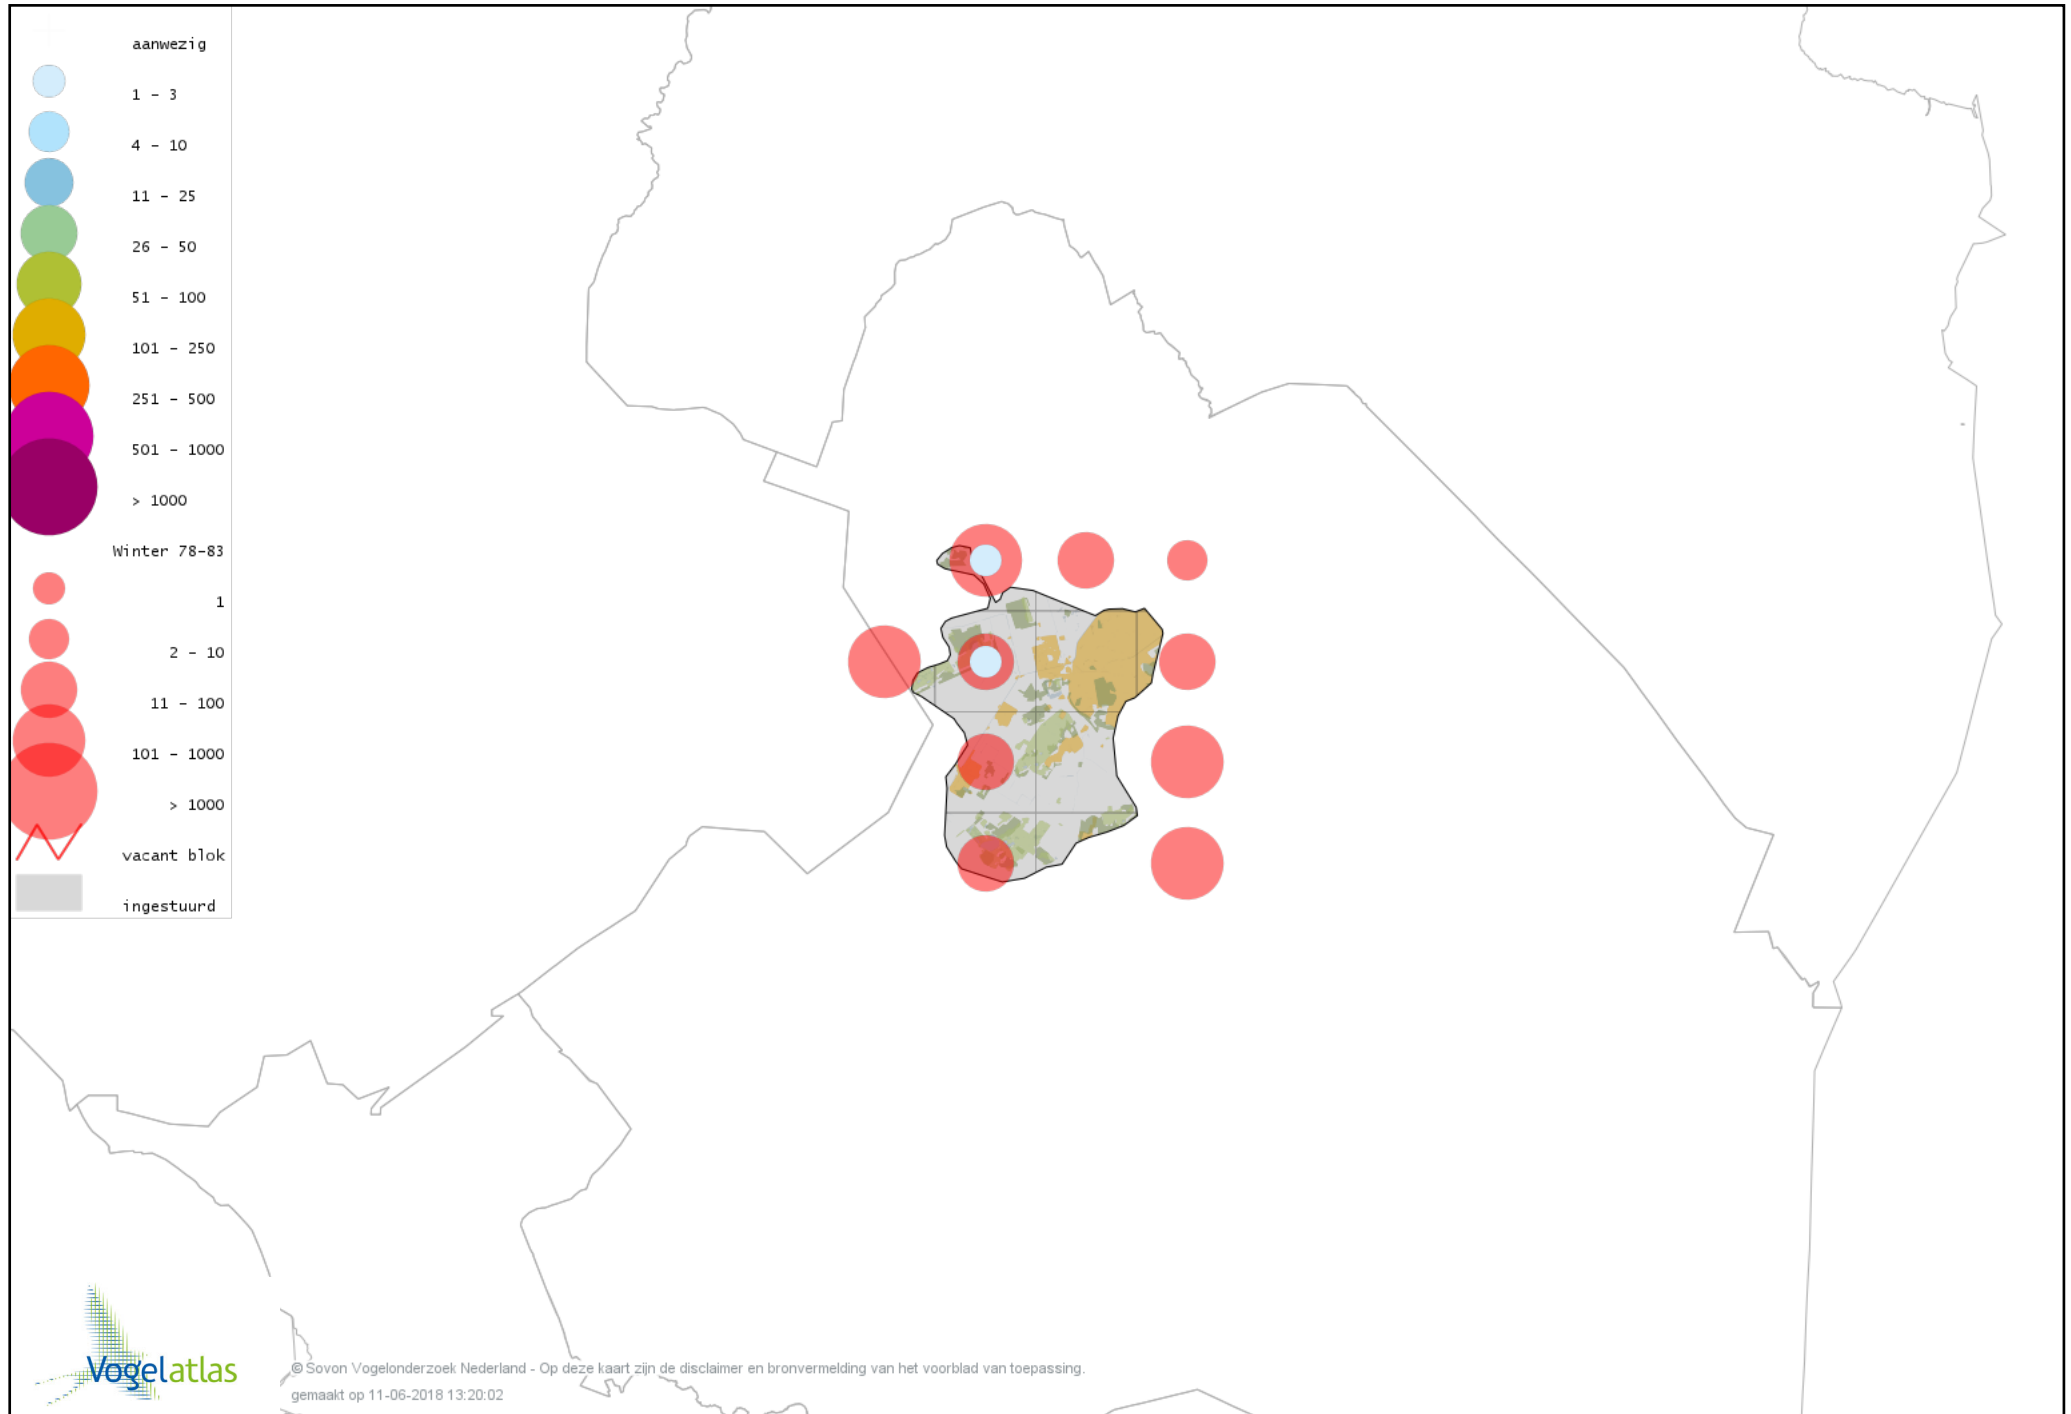 aanwezig
1 – 3
4 – 10
11 – 25
26 – 50
51 – 100
101 – 250
251 – 500
501 – 1000
> 1000
Winter 78-83
1
2 – 10
11 – 100
101 – 1000
> 1000
vacant blok
ingestuurd
Vogelatlas
© Sovon Vogelonderzoek Nederland - Op deze kaart zijn de disclaimer en bronvermelding van het voorblad van toepassing.
gemaakt op 11-06-2018 13:20:02